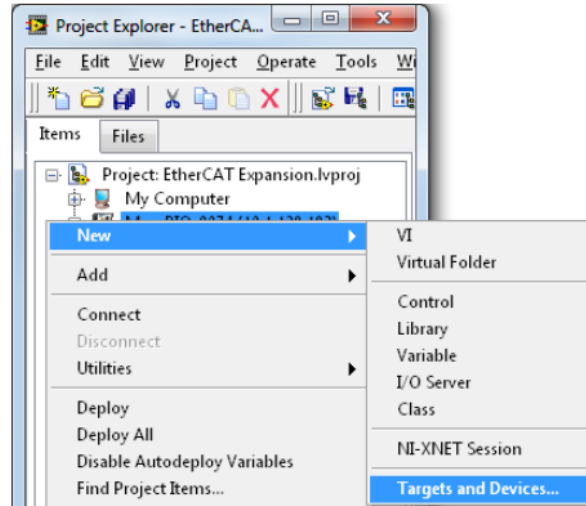 Project Explorer - EtherCA...
File Edit View Project Operate Tools Wi
Items Files
Project: EtherCAT Expansion.lvproj
My Computer
New
Add
Connect
Disconnect
Utilities
Deploy
Deploy All
Disable Autodeploy Variables
Find Project Items...
VI
Virtual Folder
Control
Library
Variable
I/O Server
Class
NI-XNET Session
Targets and Devices...